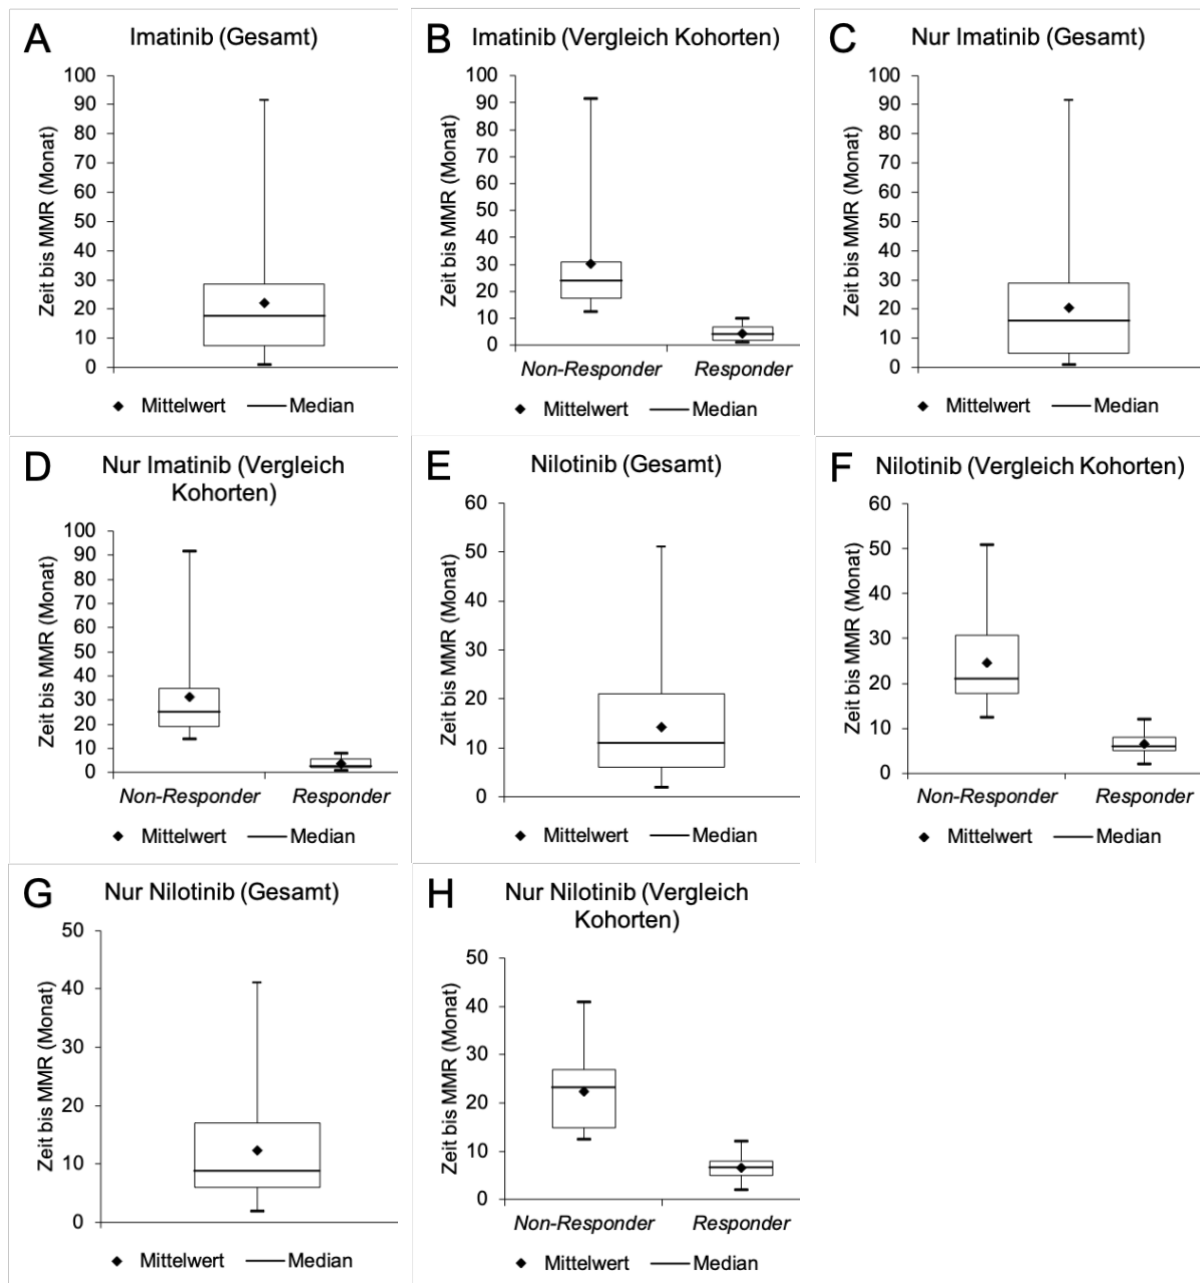 A
Imatinib (Gesamt)
Zeit bis MMR (Monat)
100
90
80
70
60
50
40
30
20
10
0
◆ Mittelwert — Median
B
Imatinib (Vergleich Kohorten)
Zeit bis MMR (Monat)
100
90
80
70
60
50
40
30
20
10
0
Non-Responder Responder
◆ Mittelwert — Median
C
Nur Imatinib (Gesamt)
Zeit bis MMR (Monat)
100
90
80
70
60
50
40
30
20
10
0
◆ Mittelwert — Median
D
Nur Imatinib (Vergleich
Kohorten)
Zeit bis MMR (Monat)
100
90
80
70
60
50
40
30
20
10
0
Non-Responder Responder
◆ Mittelwert — Median
E
Nilotinib (Gesamt)
Zeit bis MMR (Monat)
60
50
40
30
20
10
0
◆ Mittelwert — Median
F
Nilotinib (Vergleich Kohorten)
Zeit bis MMR (Monat)
60
50
40
30
20
10
0
Non-Responder Responder
◆ Mittelwert — Median
G
Nur Nilotinib (Gesamt)
Zeit bis MMR (Monat)
50
40
30
20
10
0
◆ Mittelwert — Median
H
Nur Nilotinib (Vergleich
Kohorten)
Zeit bis MMR (Monat)
50
40
30
20
10
0
Non-Responder Responder
◆ Mittelwert — Median